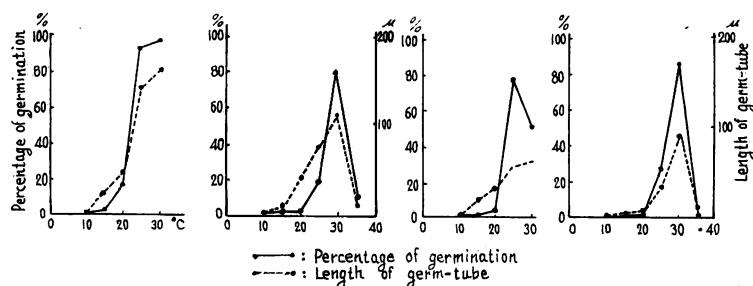 % % μ % % μ
Percentage of germination
100 80 60 40 20 0
0 10 20 30 °C
100 80 60 40 20 0
200 100
0 10 20 30 40
100 80 60 40 20 0
0 10 20 30
100 80 60 40 20 0
200 100
0 10 20 30 40
Length of germ-tube
: Percentage of germination
: Length of germ-tube